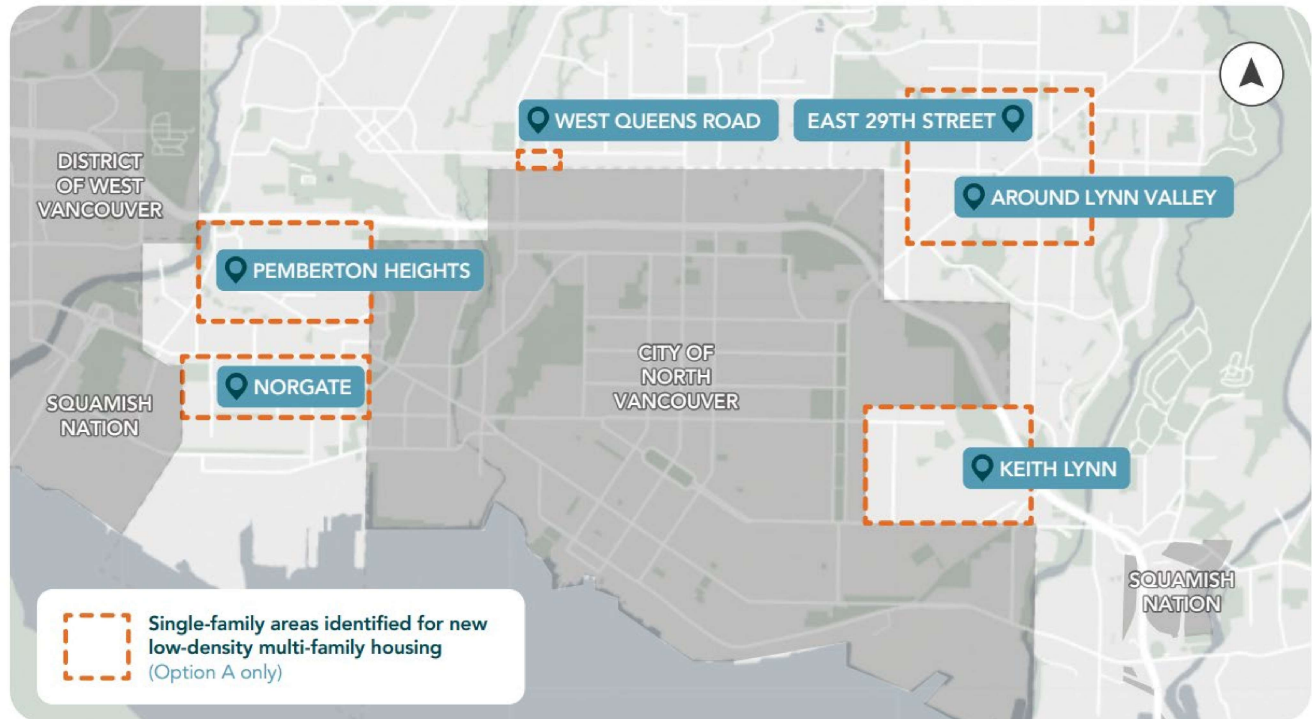 WEST QUEENS ROAD
EAST 29TH STREET
DISTRICT
OF WEST
VANCOUVER
AROUND LYNN VALLEY
PEMBERTON HEIGHTS
CITY OF
NORTH
VANCOUVER
NORGATE
SQUAMISH
NATION
KEITH LYNN
SQUAMISH
NATION
Single-family areas identified for new
low-density multi-family housing
(Option A only)